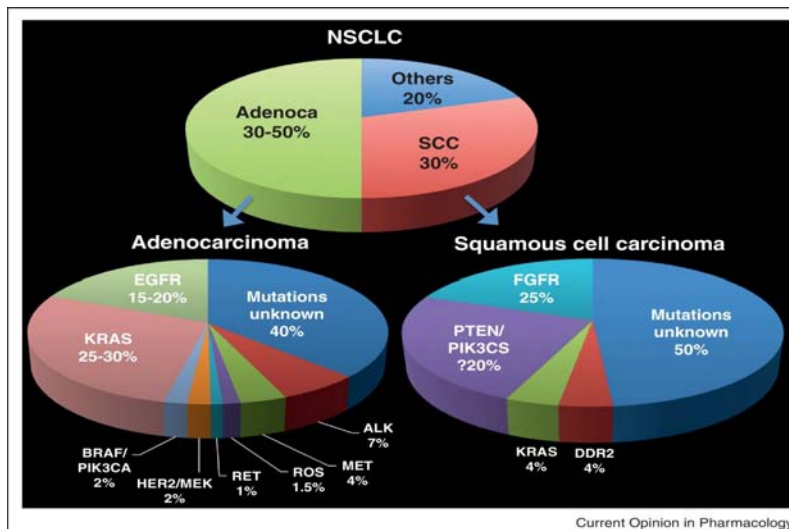 NSCLC
Others
20%
Adenoca
30-50%
SCC
30%
Adenocarcinoma
EGFR
15-20%
Mutations
unknown
40%
KRAS
25-30%
ALK
7%
MET
4%
ROS
1.5%
RET
1%
HER2/MEK
2%
BRAF/
PIK3CA
2%
Squamous cell carcinoma
FGFR
25%
Mutations
unknown
50%
PTEN/
PIK3CS
?20%
KRAS
4%
DDR2
4%
Current Opinion in Pharmacology